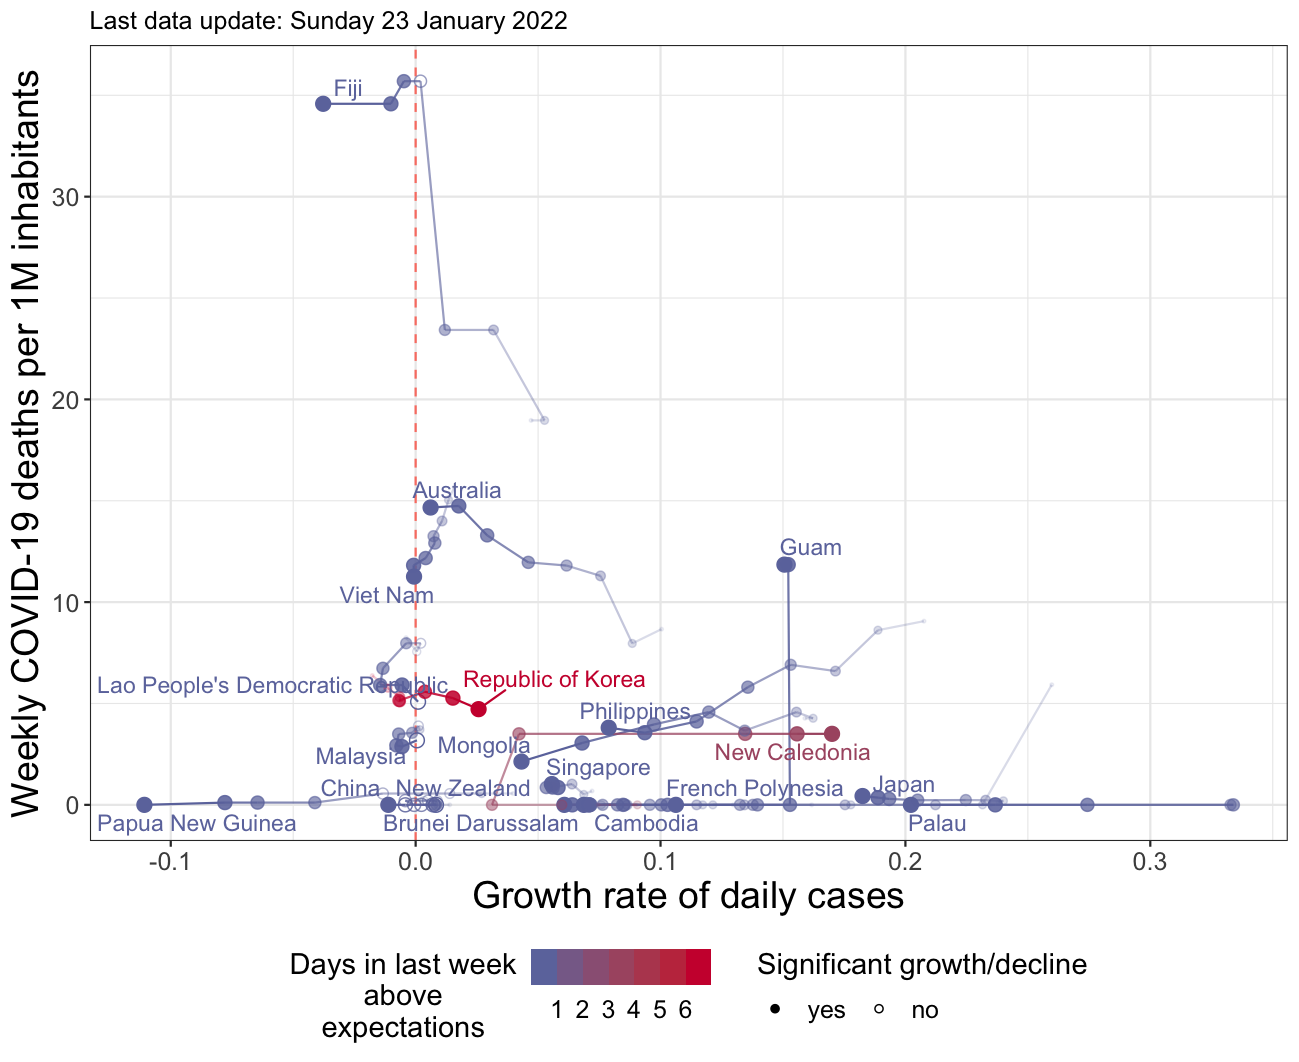 Last data update: Sunday 23 January 2022
Weekly COVID-19 deaths per 1M inhabitants
30
20
10
0
Fiji
Australia
Guam
Viet Nam
Lao People's Democratic Republic
Republic of Korea
Philippines
Malaysia
Mongolia
New Caledonia
Singapore
China
New Zealand
French Polynesia
Japan
Papua New Guinea
Brunei Darussalam
Cambodia
Palau
-0.1
0.0
0.1
0.2
0.3
Growth rate of daily cases
Days in last week
above
expectations
1 2 3 4 5 6
Significant growth/decline
yes
no